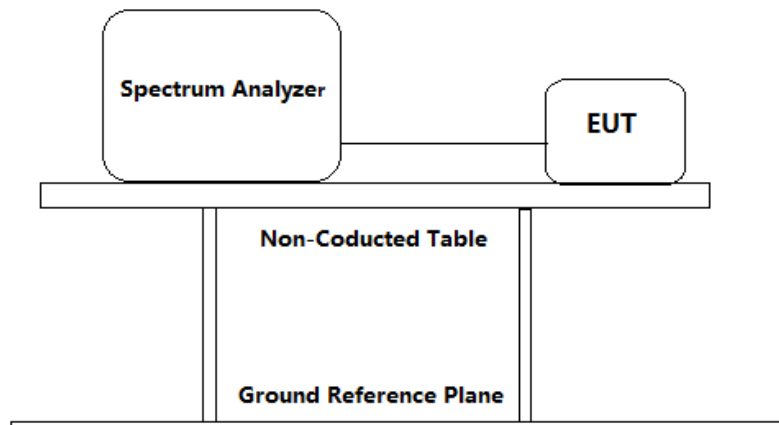 Spectrum Analyzer
EUT
Non-Coducted Table
Ground Reference Plane